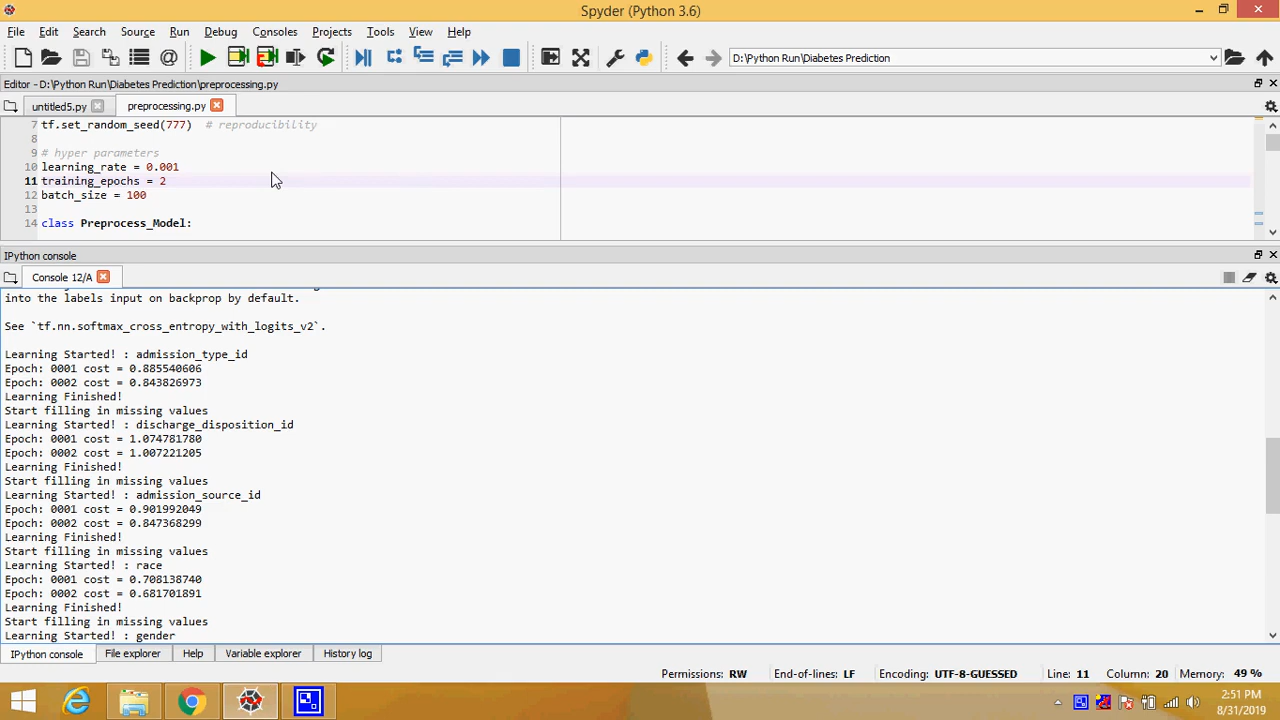 Spyder (Python 3.6)
File Edit Search Source Run Debug Consoles Projects Tools View Help
D:\Python Run\Diabetes Prediction
Editor - D:\Python Run\Diabetes Prediction\preprocessing.py
untitled5.py preprocessing.py
7 tf.set_random_seed(777) # reproducibility
8
9 # hyper parameters
10 learning_rate = 0.001
11 training_epochs = 2
12 batch_size = 100
13
14 class Preprocess_Model:
IPython console
Console 12/A
into the labels input on backprop by default.
See `tf.nn.softmax_cross_entropy_with_logits_v2`.
Learning Started! : admission_type_id
Epoch: 0001 cost = 0.885540606
Epoch: 0002 cost = 0.843826973
Learning Finished!
Start filling in missing values
Learning Started! : discharge_disposition_id
Epoch: 0001 cost = 1.074781780
Epoch: 0002 cost = 1.007221205
Learning Finished!
Start filling in missing values
Learning Started! : admission_source_id
Epoch: 0001 cost = 0.901992049
Epoch: 0002 cost = 0.847368299
Learning Finished!
Start filling in missing values
Learning Started! : race
Epoch: 0001 cost = 0.708138740
Epoch: 0002 cost = 0.681701891
Learning Finished!
Start filling in missing values
Learning Started! : gender
IPython console File explorer Help Variable explorer History log
Permissions: RW End-of-lines: LF Encoding: UTF-8-GUESSED Line: 11 Column: 20 Memory: 49 %
2:51 PM
8/31/2019